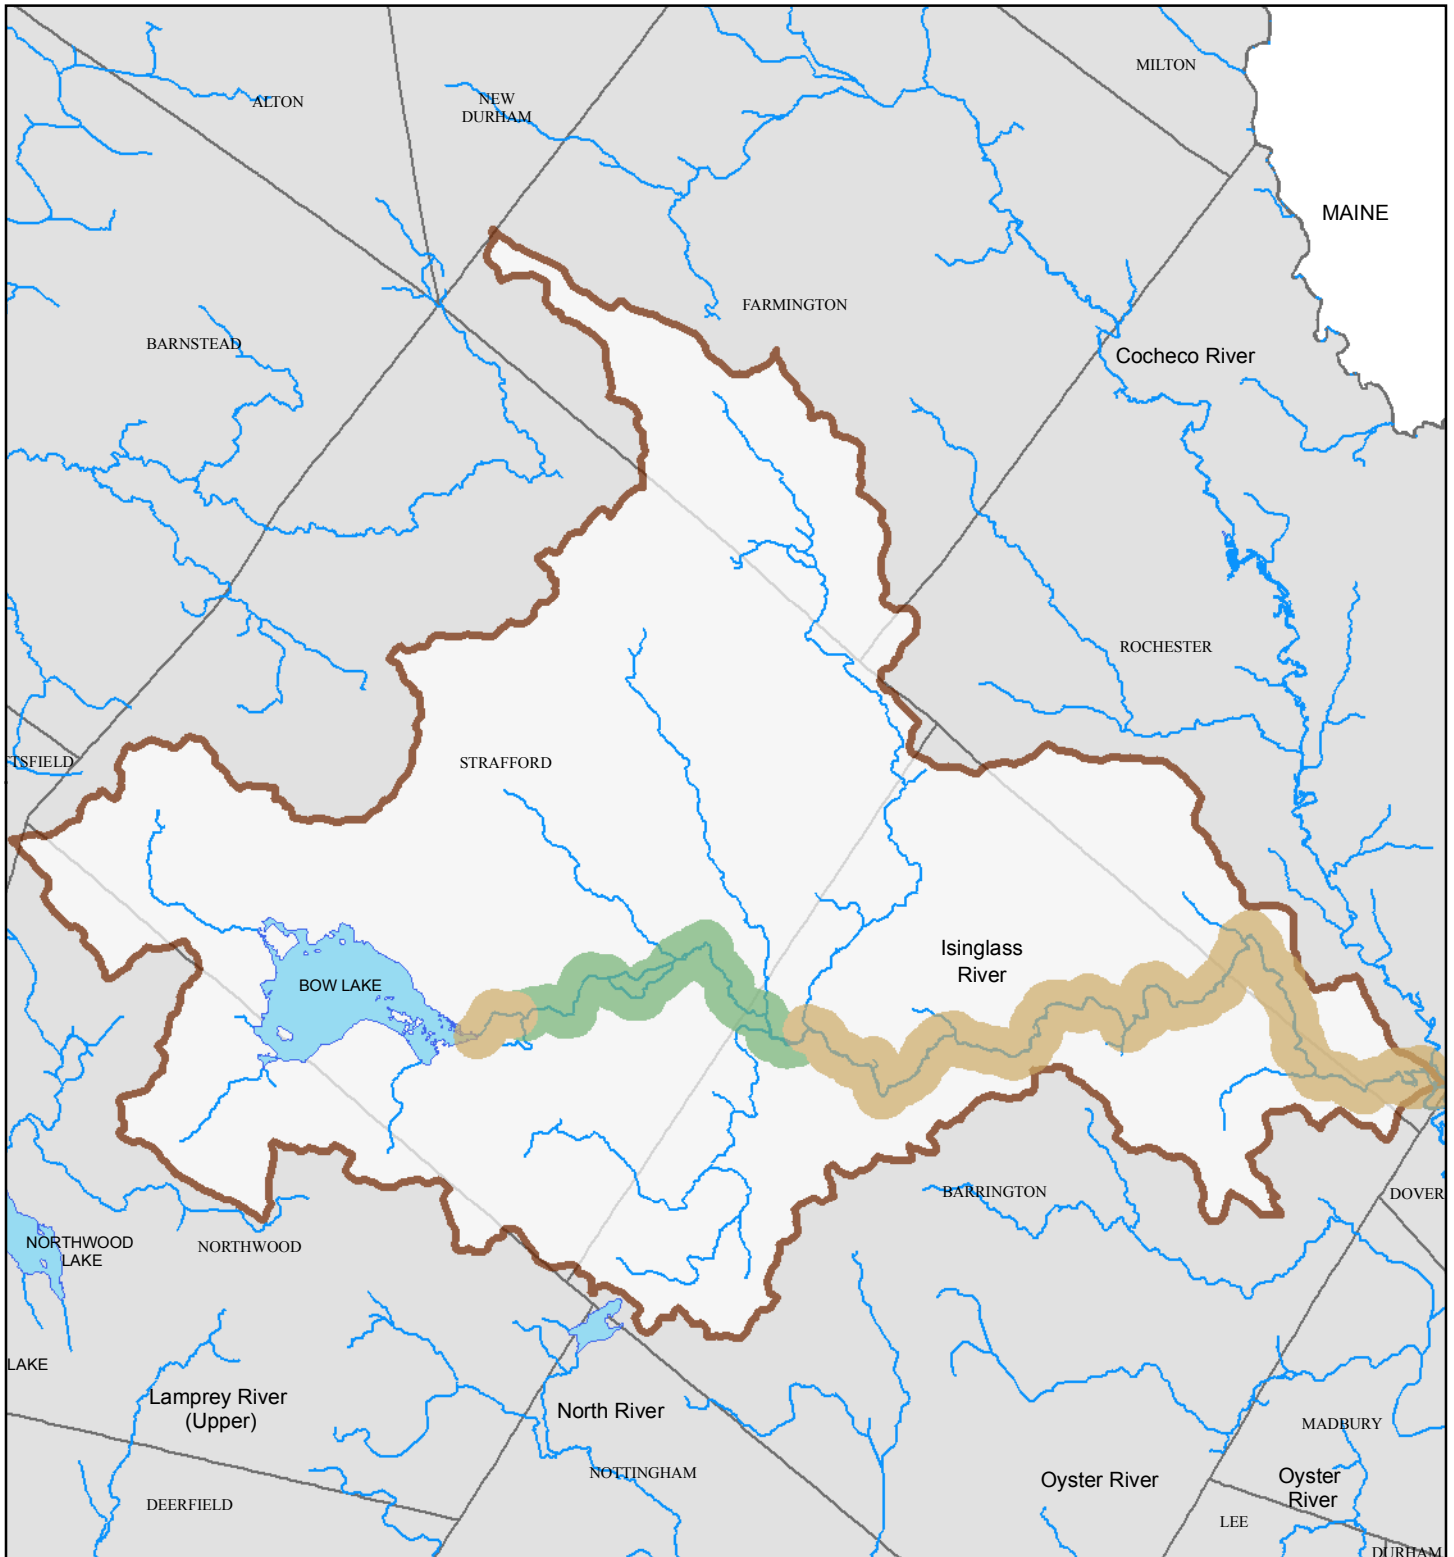 MILTON
ALTON
NEW
DURHAM
MAINE
FARMINGTON
BARNSTEAD
Cocheco River
ROCHESTER
TSFIELD
STRAFFORD
Isinglass
River
BOW LAKE
BARRINGTON
DOVER
NORTHWOOD
LAKE
NORTHWOOD
LAKE
Lamprey River
(Upper)
North River
MADBURY
NOTTINGHAM
Oyster River
Oyster
River
DEERFIELD
LEE
DURHAM